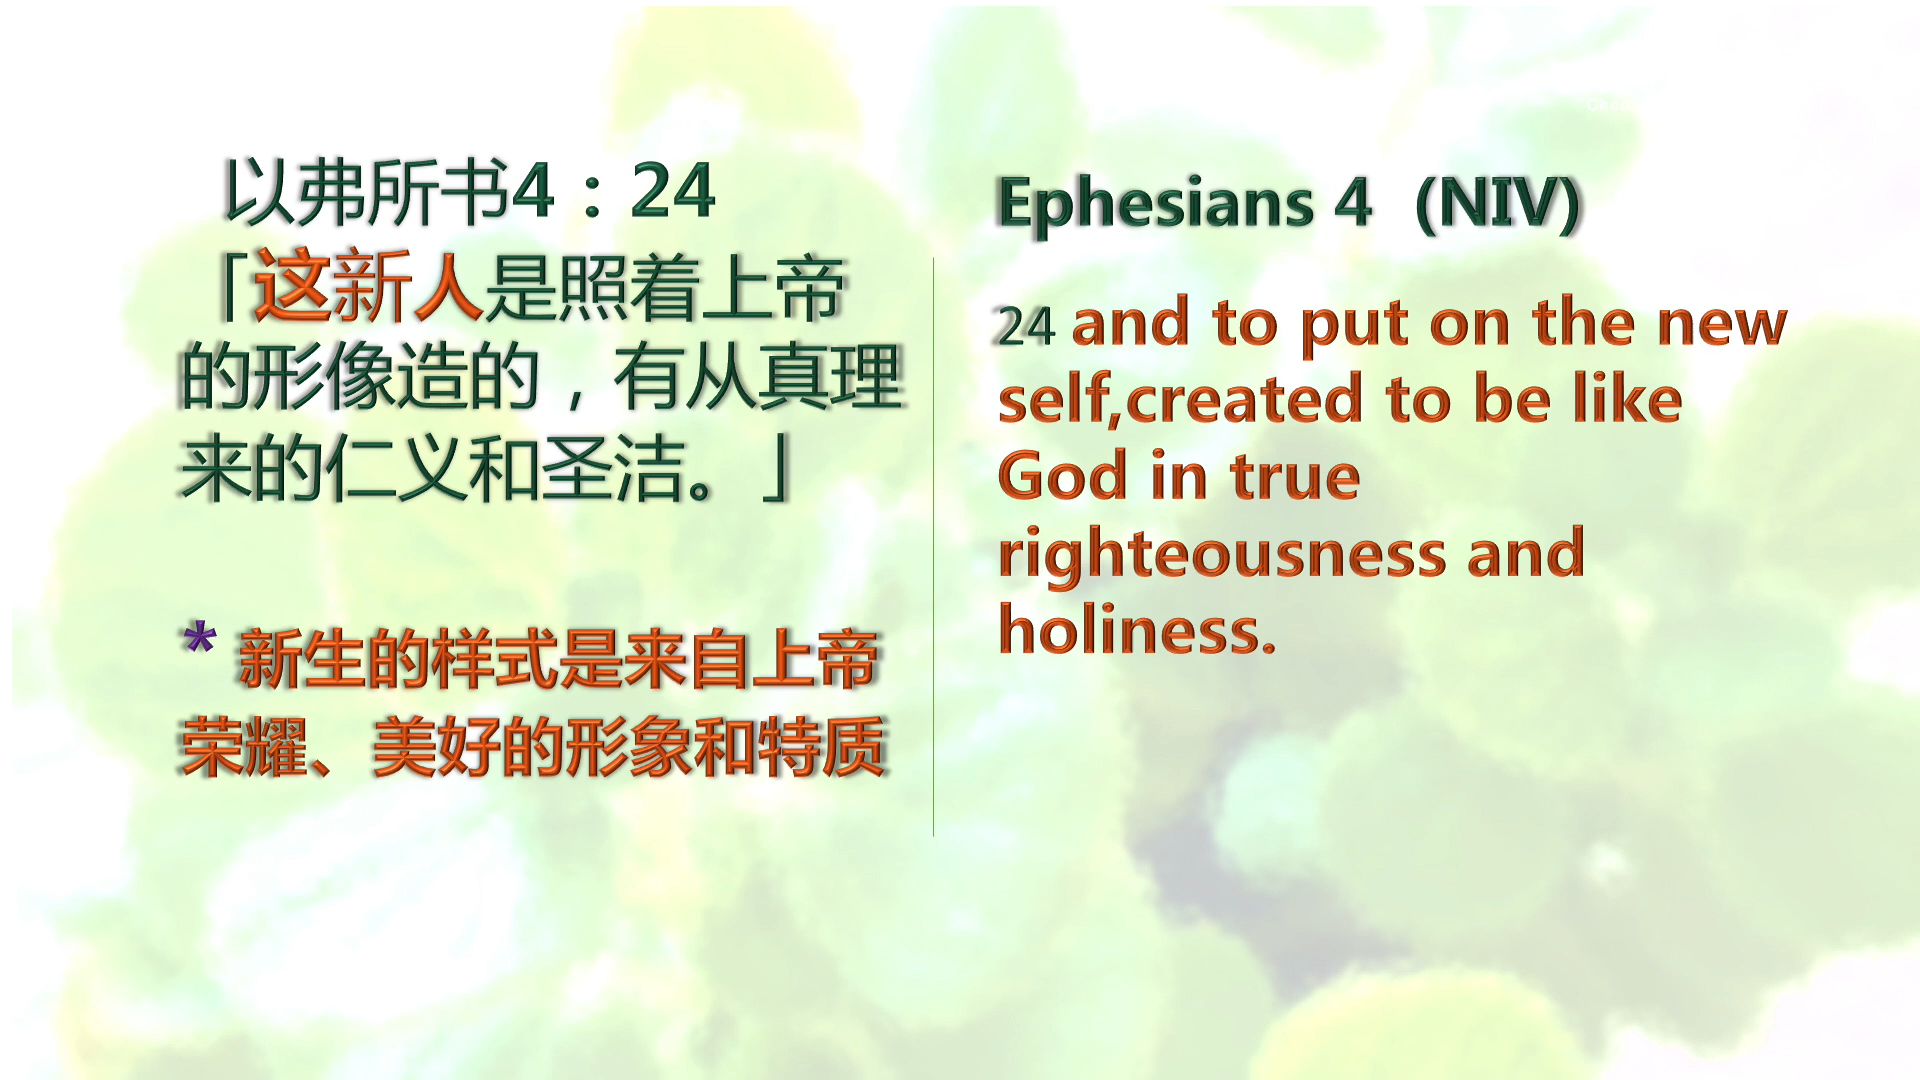 以弗所书4：24
「这新人是照着上帝
的形像造的，有从真理
来的仁义和圣洁。」
* 新生的样式是来自上帝
荣耀、美好的形象和特质
Ephesians 4 (NIV)
24 and to put on the new
self,created to be like
God in true
righteousness and
holiness.